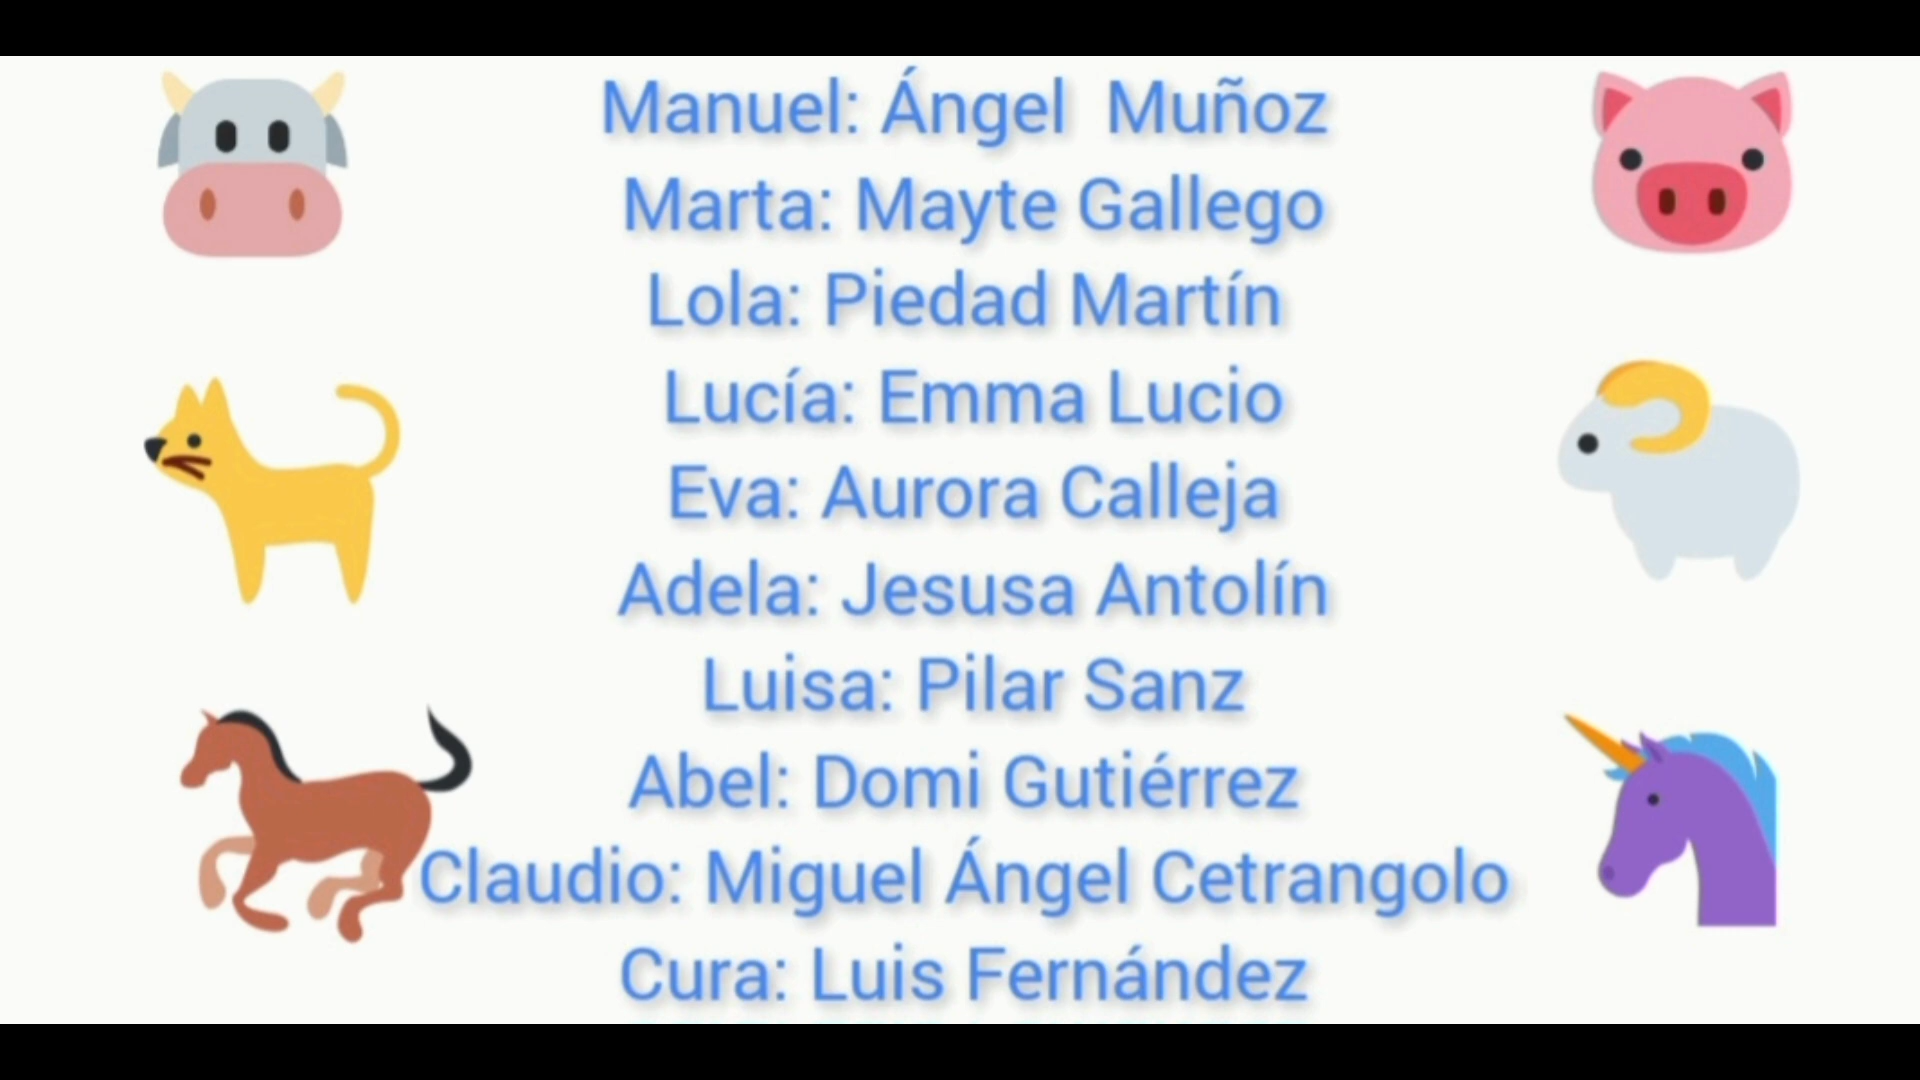 Manuel: Ángel  Muñoz
Marta: Mayte Gallego
Lola: Piedad Martín
Lucía: Emma Lucio
Eva: Aurora Calleja
Adela: Jesusa Antolín
Luisa: Pilar Sanz
Abel: Domi Gutiérrez
Claudio: Miguel Ángel Cetrangolo
Cura: Luis Fernández